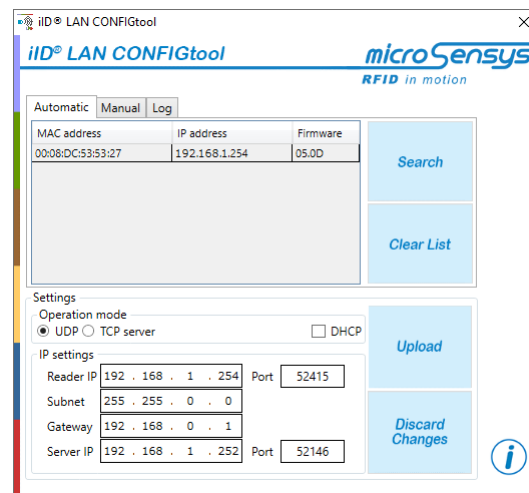 iID® LAN CONFIGtool
iID® LAN CONFIGtool
microSensys
RFID in motion
Automatic Manual Log
MAC address IP address Firmware
00:08:DC:53:53:27 192.168.1.254 05.0D
Search
Clear List
Settings
Operation mode
UDP TCP server DHCP
IP settings
Reader IP 192 . 168 . 1 . 254 Port 52415
Subnet 255 . 255 . 0 . 0
Gateway 192 . 168 . 0 . 1
Server IP 192 . 168 . 1 . 252 Port 52146
Upload
Discard
Changes
i